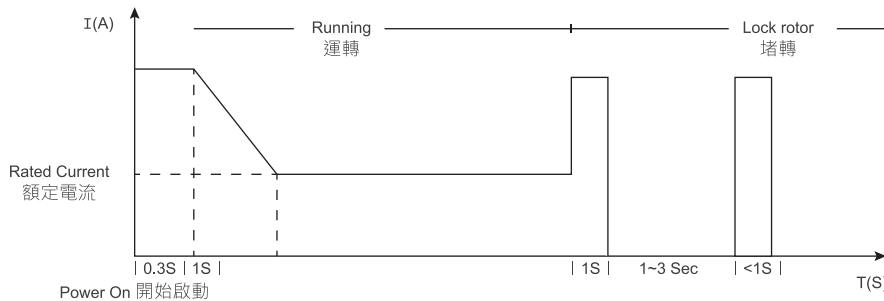 I(A)
Running
運轉
Lock rotor
堵轉
Rated Current
額定電流
0.3S
1S
1S
1~3 Sec
<1S
T(S)
Power On 開始啟動